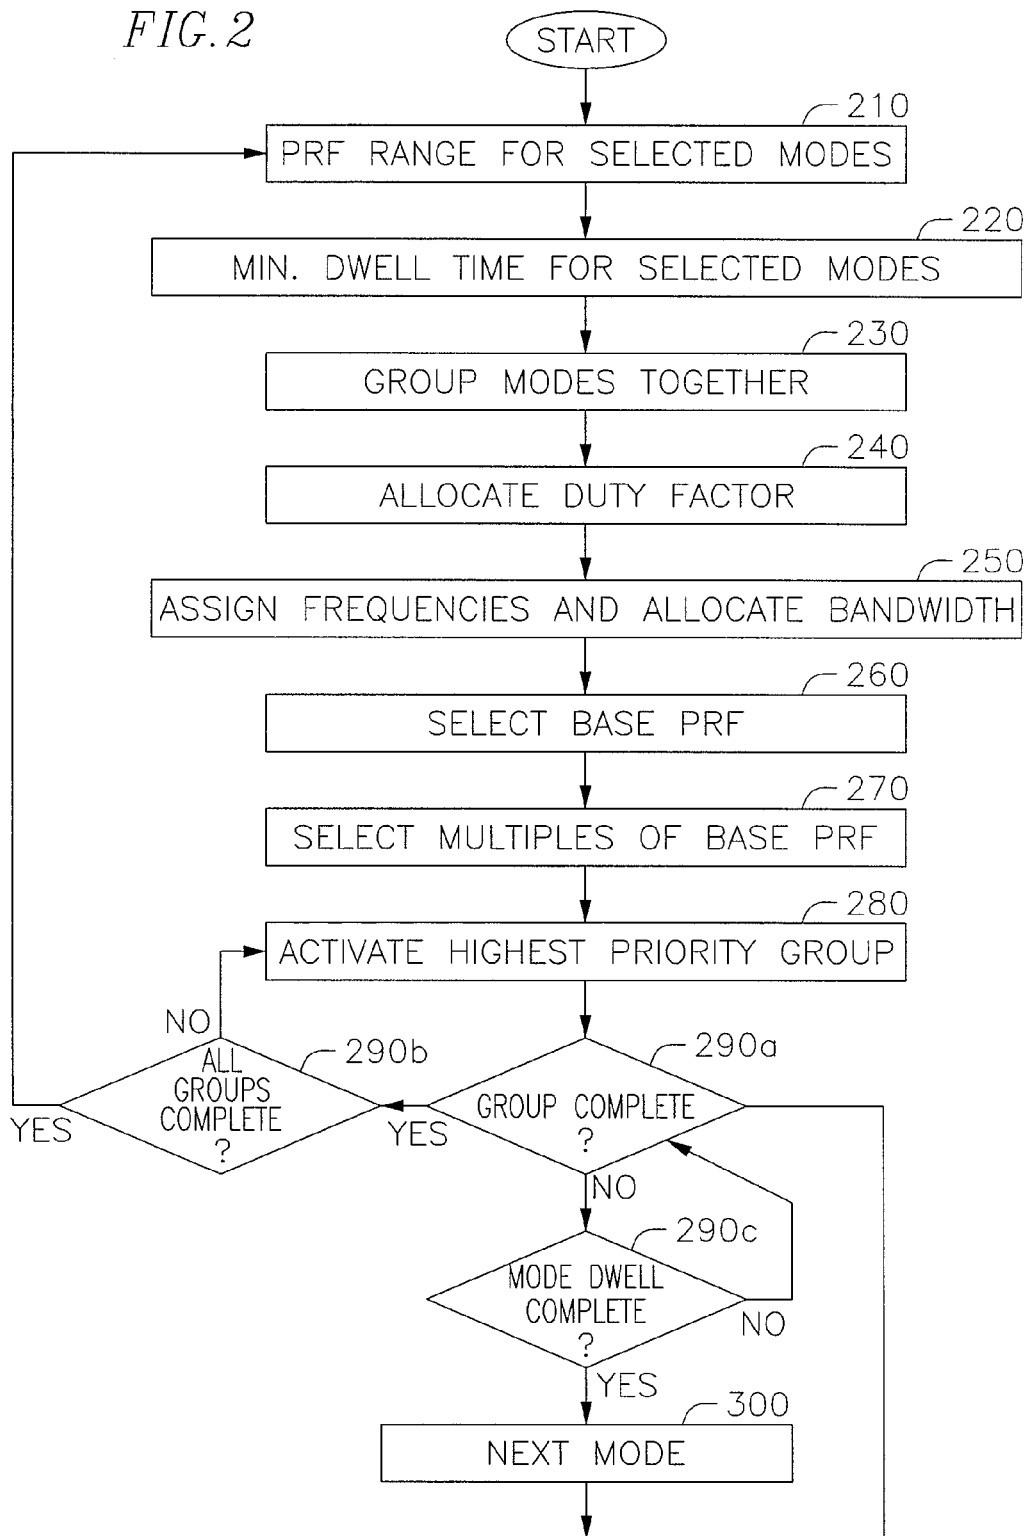 FIG. 2
START
210
PRF RANGE FOR SELECTED MODES
220
MIN. DWELL TIME FOR SELECTED MODES
230
GROUP MODES TOGETHER
240
ALLOCATE DUTY FACTOR
250
ASSIGN FREQUENCIES AND ALLOCATE BANDWIDTH
260
SELECT BASE PRF
270
SELECT MULTIPLES OF BASE PRF
280
ACTIVATE HIGHEST PRIORITY GROUP
NO
290b
ALL
GROUPS
COMPLETE
?
YES
290a
GROUP COMPLETE
?
YES
NO
290c
MODE DWELL
COMPLETE
?
NO
YES
300
NEXT MODE